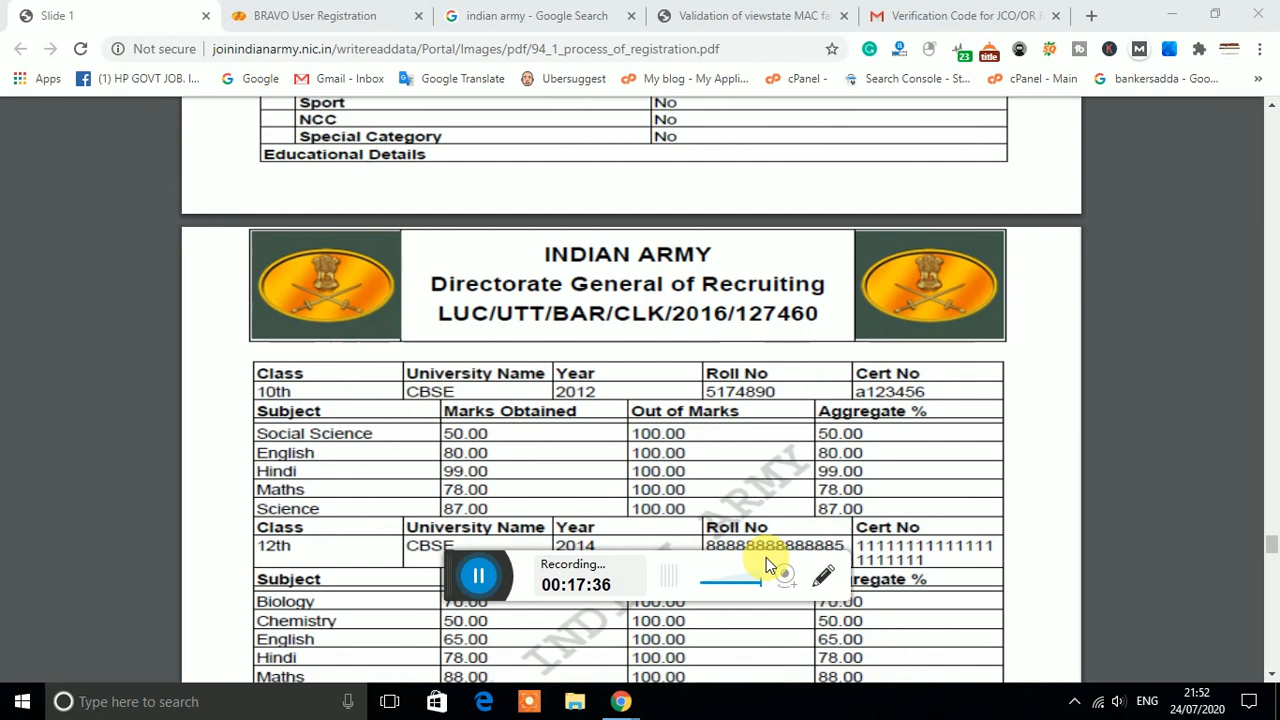 Slide 1
BRAVO User Registration
indian army - Google Search
Validation of viewstate MAC fa
Verification Code for JCO/OR R
Not secure
joinindianarmy.nic.in/writereaddata/Portal/Images/pdf/94_1_process_of_registration.pdf
23
title
Apps
(1) HP GOVT JOB. I...
Google
Gmail - Inbox
Google Translate
Ubersuggest
My blog - My Appli...
cPanel -
Search Console - St...
cPanel - Main
bankersadda - Goo...
Sport No
NCC No
Special Category No
Educational Details
INDIAN ARMY
Directorate General of Recruiting
LUC/UTT/BAR/CLK/2016/127460
Class University Name Year Roll No Cert No
10th CBSE 2012 5174890 a123456
Subject Marks Obtained Out of Marks Aggregate %
Social Science 50.00 100.00 50.00
English 80.00 100.00 80.00
Hindi 99.00 100.00 99.00
Maths 78.00 100.00 78.00
Science 87.00 100.00 87.00
Class University Name Year Roll No Cert No
12th CBSE 2014 88888888888885 11111111111111
1111111
Subject gregate %
Biology 70.00 100.00 70.00
Chemistry 50.00 100.00 50.00
English 65.00 100.00 65.00
Hindi 78.00 100.00 78.00
Maths 88.00 100.00 88.00
INDIAN ARMY
Recording...
00:17:36
Type here to search
ENG
21:52
24/07/2020